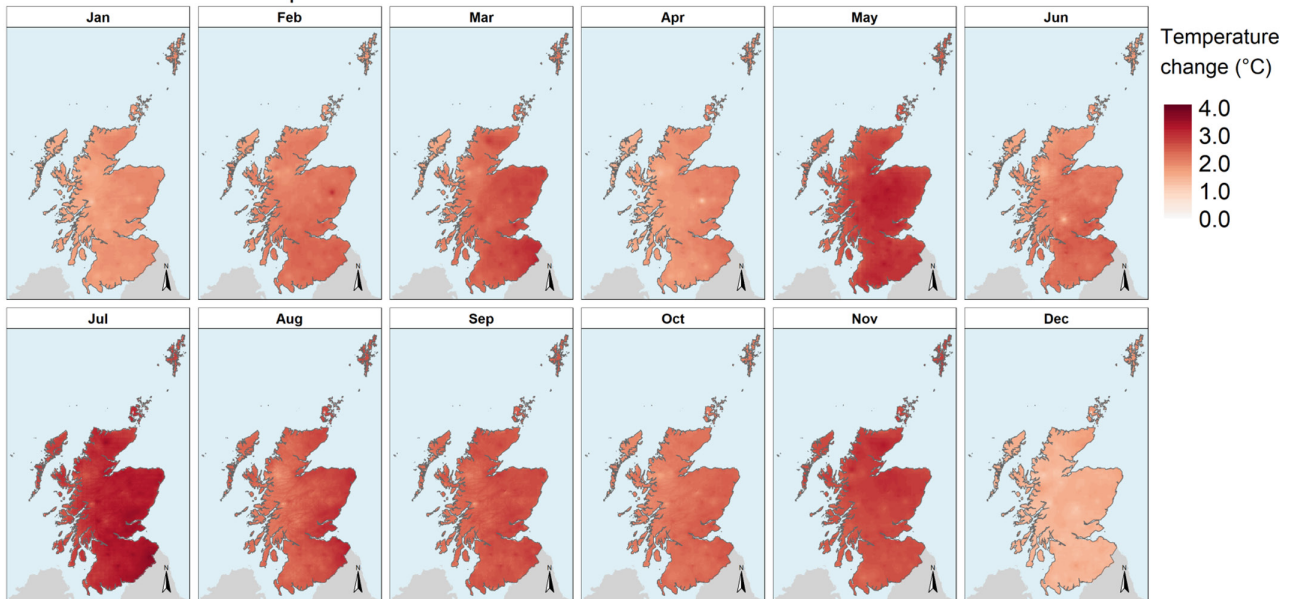 Jan
Feb
Mar
Apr
May
Jun
Temperature
change (°C)
4.0
3.0
2.0
1.0
0.0
N
N
N
N
N
N
Jul
Aug
Sep
Oct
Nov
Dec
N
N
N
N
N
N